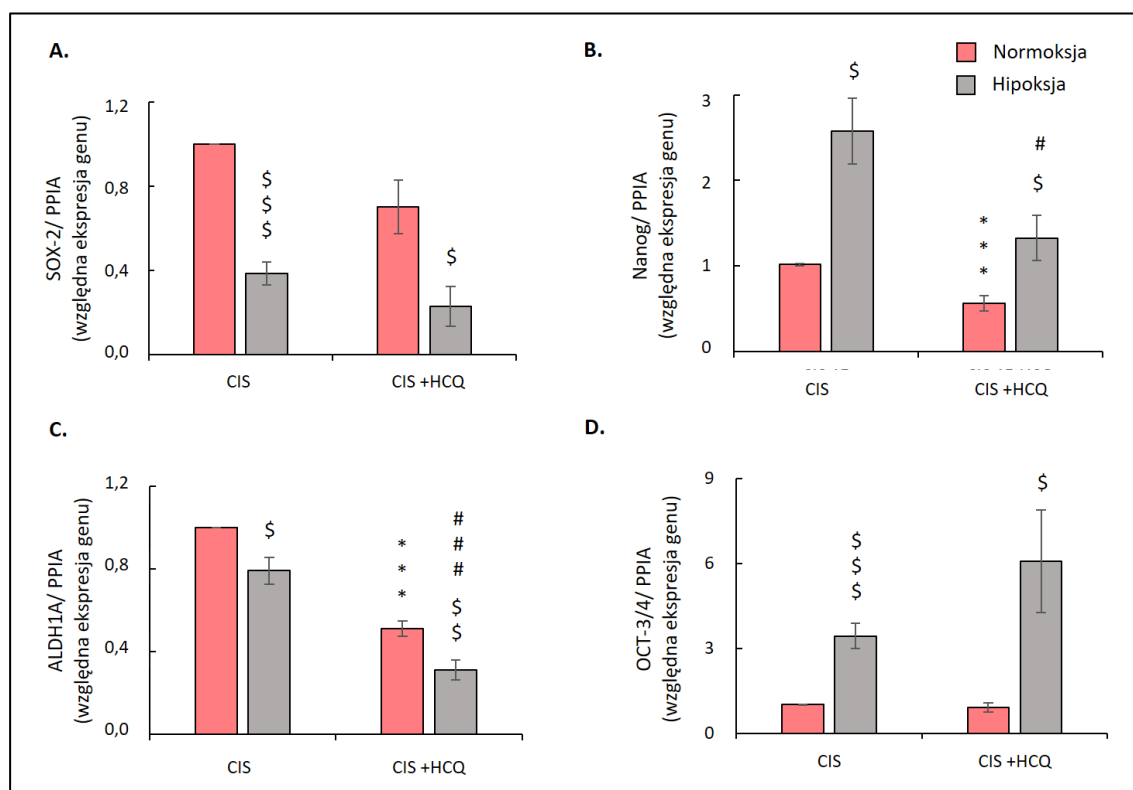 A.
SOX-2/ PPIA
(względna ekspresja genu)
1,2
0,8
0,4
0,0
$
$
$
$
CIS
CIS +HCQ
B.
Normoksja
Hipoksja
Nanog/ PPIA
(względna ekspresja genu)
3
2
1
0
$
*
*
*
#
$
CIS
CIS +HCQ
C.
ALDH1A/ PPIA
(względna ekspresja genu)
1,2
0,8
0,4
0,0
$
*
*
*
#
#
#
$
$
CIS
CIS +HCQ
D.
OCT-3/4/ PPIA
(względna ekspresja genu)
9
6
3
0
$
$
$
$
CIS
CIS +HCQ